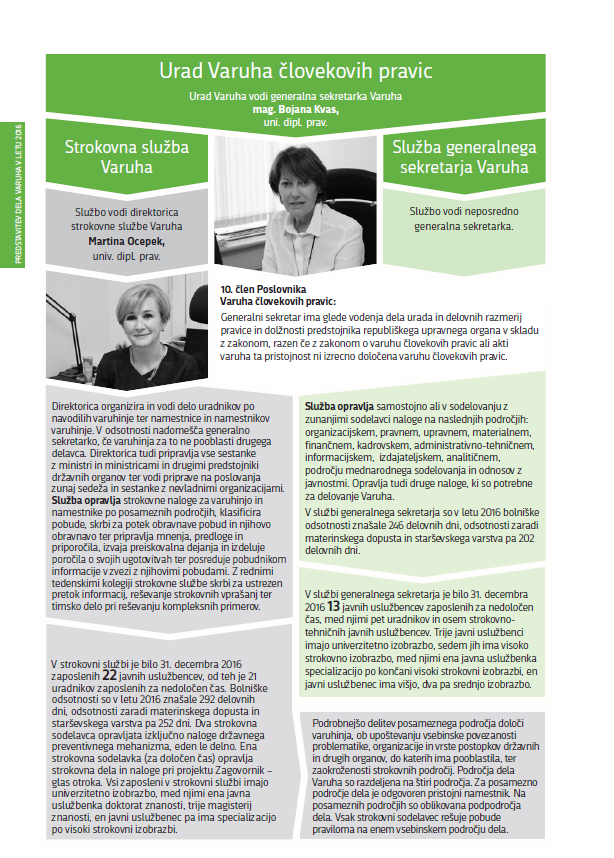 PREDSTAVITEV DELA VARUHA V LETU 2016
Urad Varuha človekovih pravic
Urad Varuha vodi generalna sekretarka Varuha
mag. Bojana Kvas,
uni. dipl. prav.
Strokovna služba
Varuha
Službo vodi direktorica
strokovne službe Varuha
Martina Ocepek,
univ. dipl. prav.
Služba generalnega
sekretarja Varuha
Službo vodi neposredno
generalna sekretarka.
10. člen Poslovnika
Varuha človekovih pravic:
Generalni sekretar ima glede vodenja dela urada in delovnih razmerij
pravice in dolžnosti predstojnika republiškega upravnega organa v skladu
z zakonom, razen če z zakonom o varuhu človekovih pravic ali akti
varuha ta pristojnost ni izrecno določena varuhu človekovih pravic.
Direktorica organizira in vodi delo uradnikov po
navodilih varuhinje ter namestnice in namestnikov
varuhinje. V odsotnosti nadomešča generalno
sekretarko, če varuhinja za to ne pooblasti drugega
delavca. Direktorica tudi pripravlja vse sestanke
z ministri in ministricami in drugimi predstojniki
državnih organov ter vodi priprave na poslovanja
zunaj sedeža in sestanke z nevladnimi organizacijami.
Služba opravlja strokovne naloge za varuhinjo in
namestnike po posameznih področjih, klasificira
pobude, skrbi za potek obravnave pobud in njihovo
obravnavo ter pripravlja mnenja, predloge in
priporočila, izvaja preiskovalna dejanja in izdeluje
poročila o svojih ugotovitvah ter posreduje pobudnikom
informacije v zvezi z njihovimi pobudami. Z rednimi
tedenskimi kolegiji strokovne službe skrbi za ustrezen
pretok informacij, reševanje strokovnih vprašanj ter
timsko delo pri reševanju kompleksnih primerov.
V strokovni službi je bilo 31. decembra 2016
zaposlenih 22 javnih uslužbencev, od teh je 21
uradnikov zaposlenih za nedoločen čas. Bolniške
odsotnosti so v letu 2016 znašale 292 delovnih
dni, odsotnosti zaradi materinskega dopusta in
starševskega varstva pa 252 dni. Dva strokovna
sodelavca opravljata izključno naloge državnega
preventivnega mehanizma, eden le delno. Ena
strokovna sodelavka (za določen čas) opravlja
strokovna dela in naloge pri projektu Zagovornik –
glas otroka. Vsi zaposleni v strokovni službi imajo
univerzitetno izobrazbo, med njimi ena javna
uslužbenka doktorat znanosti, trije magisterij
znanosti, en javni uslužbenec pa ima specializacijo
po visoki strokovni izobrazbi.
Služba opravlja samostojno ali v sodelovanju z
zunanjimi sodelavci naloge na naslednjih področjih:
organizacijskem, pravnem, upravnem, materialnem,
finančnem, kadrovskem, administrativno-tehničnem,
informacijskem, izdajateljskem, analitičnem,
področju mednarodnega sodelovanja in odnosov z
javnostmi. Opravlja tudi druge naloge, ki so potrebne
za delovanje Varuha.
V službi generalnega sekretarja so v letu 2016 bolniške
odsotnosti znašale 246 delovnih dni, odsotnosti zaradi
materinskega dopusta in starševskega varstva pa 202
delovnih dni.
V službi generalnega sekretarja je bilo 31. decembra
2016 13 javnih uslužbencev zaposlenih za nedoločen
čas, med njimi pet uradnikov in osem strokovno-
tehničnih javnih uslužbencev. Trije javni uslužbenci
imajo univerzitetno izobrazbo, sedem jih ima visoko
strokovno izobrazbo, med njimi ena javna uslužbenka
specializacijo po končani visoki strokovni izobrazbi, en
javni uslužbenec ima višjo, dva pa srednjo izobrazbo.
Podrobnejšo delitev posameznega področja določi
varuhinja, ob upoštevanju vsebinske povezanosti
problematike, organizacije in vrste postopkov državnih
in drugih organov, do katerih ima pooblastila, ter
zaokroženosti strokovnih področij. Področja dela
Varuha so razdeljena na štiri področja. Za posamezno
področje dela je odgovoren pristojni namestnik. Na
posameznih področjih so oblikovana podpodročja
dela. Vsak strokovni sodelavec rešuje pobude
praviloma na enem vsebinskem področju dela.